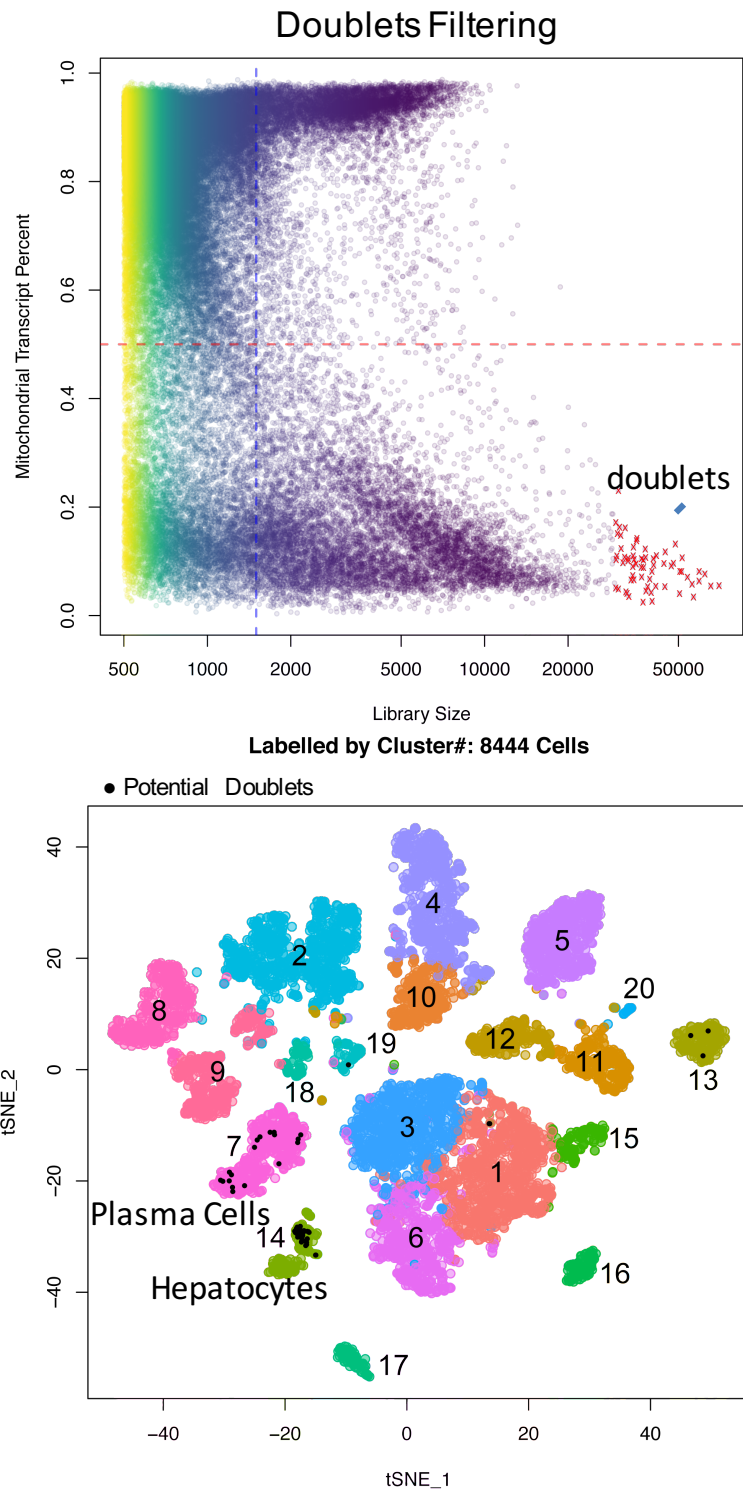 Doublets Filtering
1.0
0.8
0.6
0.4
0.2
0.0
Mitochondrial Transcript Percent
doublets
500 1000 2000 5000 10000 20000 50000
Library Size
Labelled by Cluster#: 8444 Cells
Potential Doublets
40
20
0
−20
−40
tSNE_2
4
5
2
20
8
10
12
19
11
9
13
18
3
15
7
1
Plasma Cells
14
6
16
Hepatocytes
17
−40 −20 0 20 40
tSNE_1